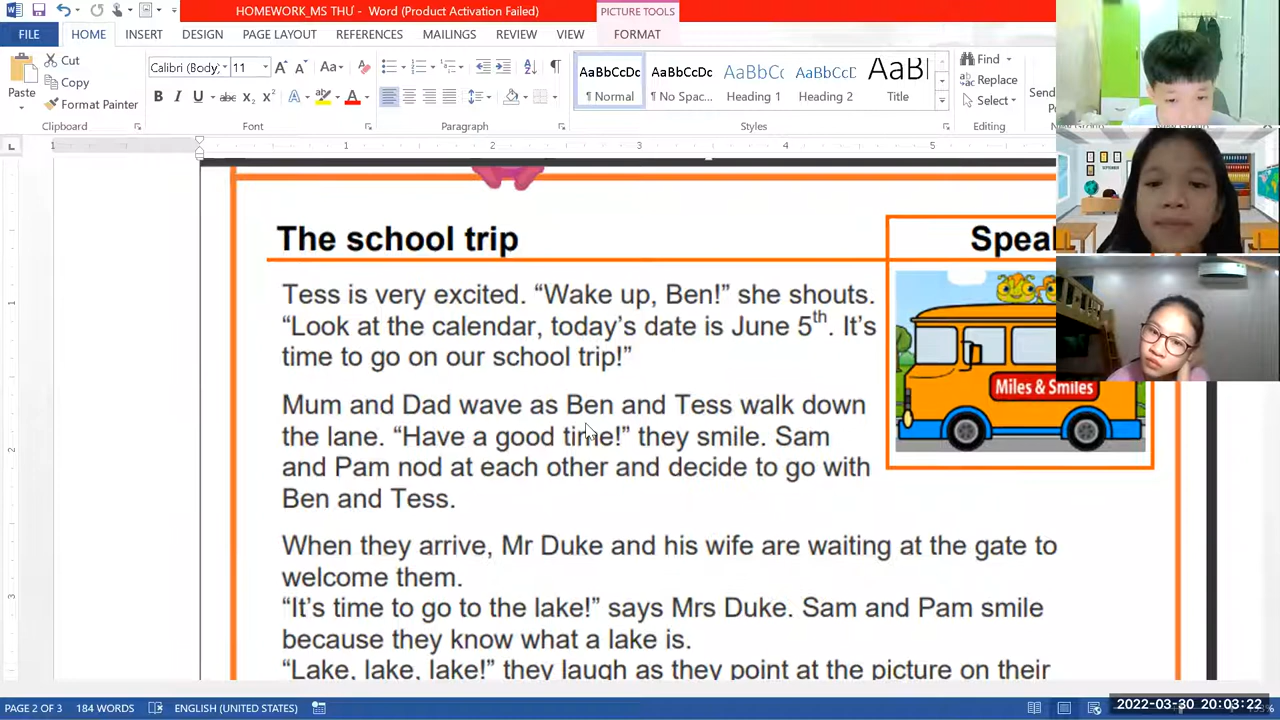 HOMEWORK_MS THƯ - Word (Product Activation Failed)
PICTURE TOOLS
FILE
HOME
INSERT
DESIGN
PAGE LAYOUT
REFERENCES
MAILINGS
REVIEW
VIEW
FORMAT
Paste
Cut
Copy
Format Painter
Clipboard
Calibri (Body)
11
Font
Paragraph
AaBbCcDc
¶ Normal
AaBbCcDc
¶ No Spac...
AaBbCc
Heading 1
AaBbCcD
Heading 2
AaBbC
Title
Styles
Find
Replace
Select
Editing
The school trip
Tess is very excited. “Wake up, Ben!” she shouts.
“Look at the calendar, today’s date is June 5th. It’s
time to go on our school trip!”
Mum and Dad wave as Ben and Tess walk down
the lane. “Have a good time!” they smile. Sam
and Pam nod at each other and decide to go with
Ben and Tess.
When they arrive, Mr Duke and his wife are waiting at the gate to
welcome them.
“It’s time to go to the lake!” says Mrs Duke. Sam and Pam smile
because they know what a lake is.
“Lake, lake, lake!” they laugh as they point at the picture on their
Miles & Smiles
PAGE 2 OF 3
184 WORDS
ENGLISH (UNITED STATES)
2022-03-30 20:03:22